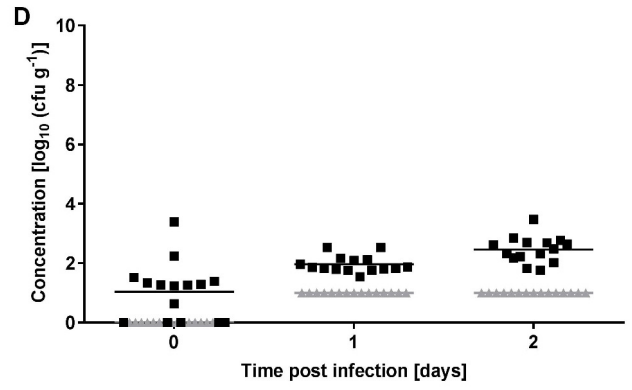 D
Concentration [log10 (cfu g-1)]
10
8
6
4
2
0
0 1 2
Time post infection [days]